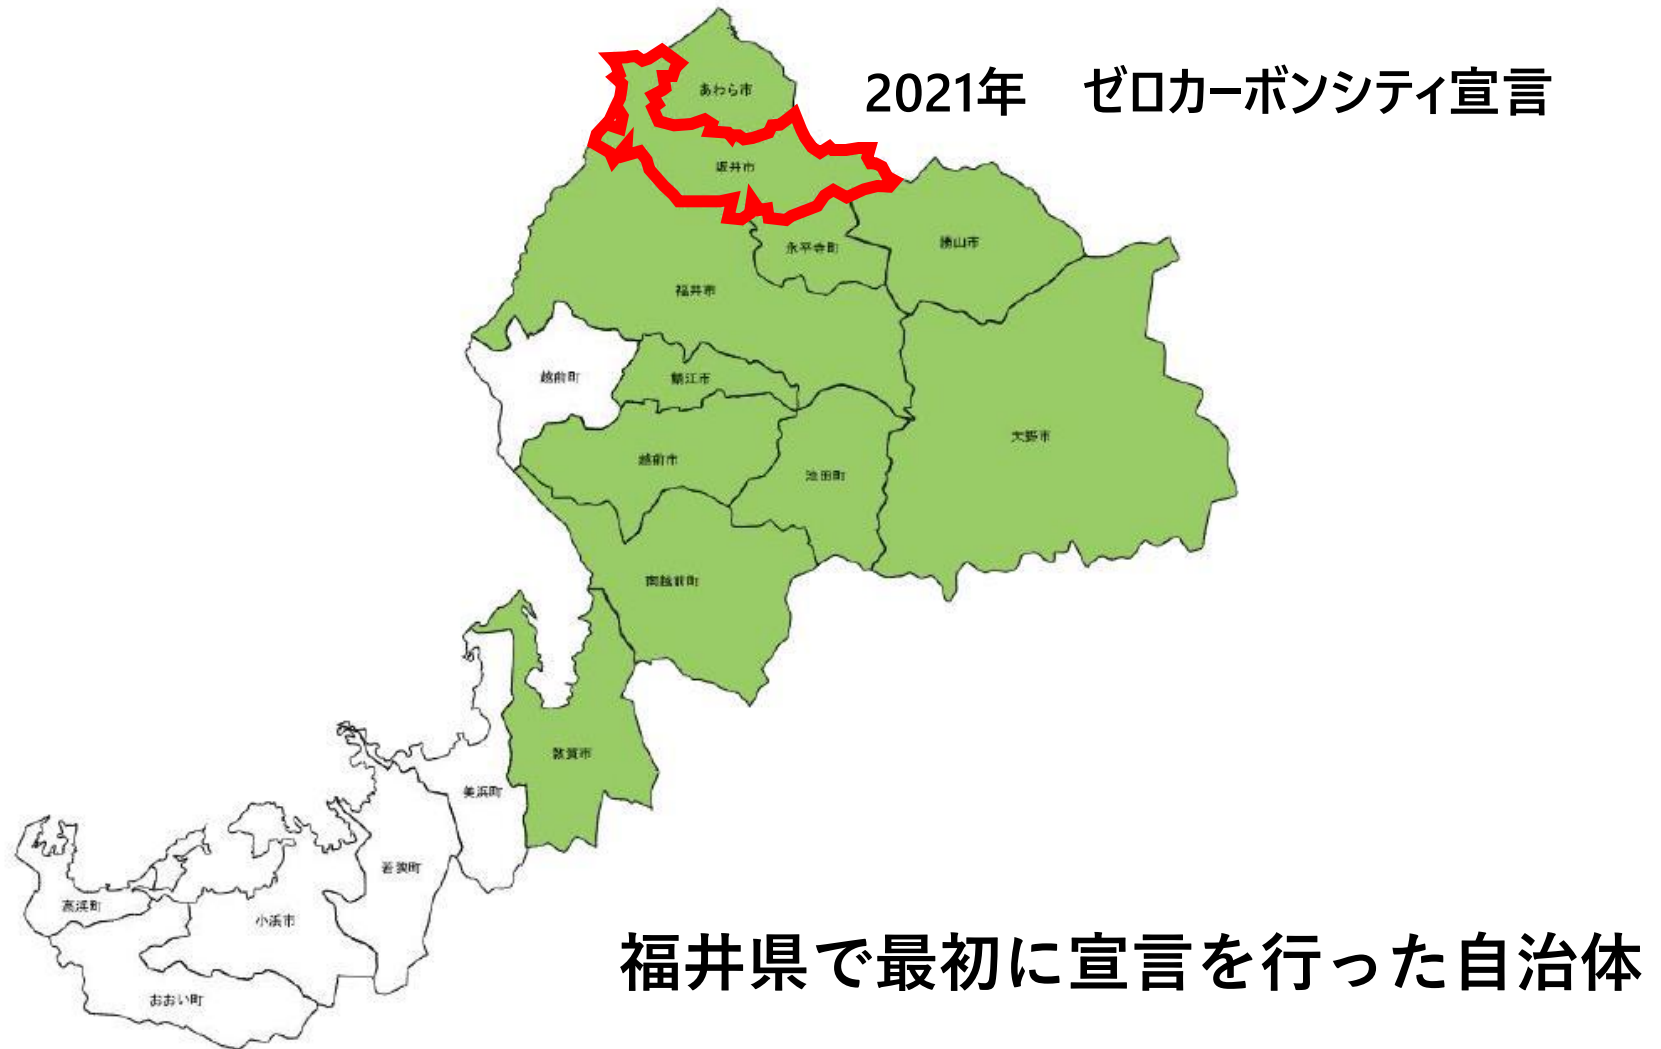 あわら市
2021年　ゼロカーボンシティ宣言
坂井市
永平寺町
勝山市
福井市
越前町
鯖江市
大野市
越前市
池田町
南越前町
敦賀市
美浜町
若狭町
高浜町
小浜市
福井県で最初に宣言を行った自治体
おおい町